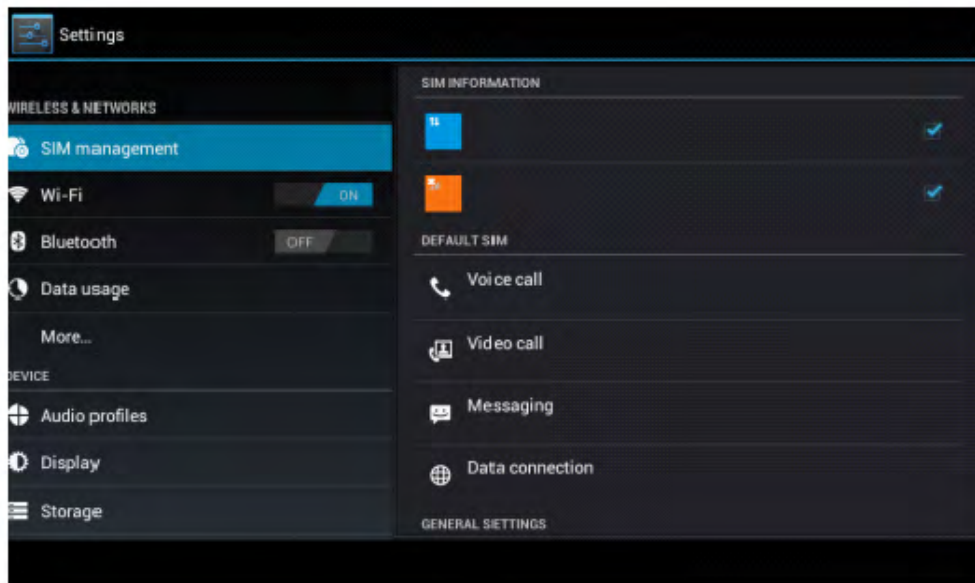 Settings
WIRELESS & NETWORKS
SIM management
Wi-Fi
ON
Bluetooth
OFF
Data usage
More...
DEVICE
Audio profiles
Display
Storage
SIM INFORMATION
DEFAULT SIM
Voice call
Video call
Messaging
Data connection
GENERAL SETTINGS